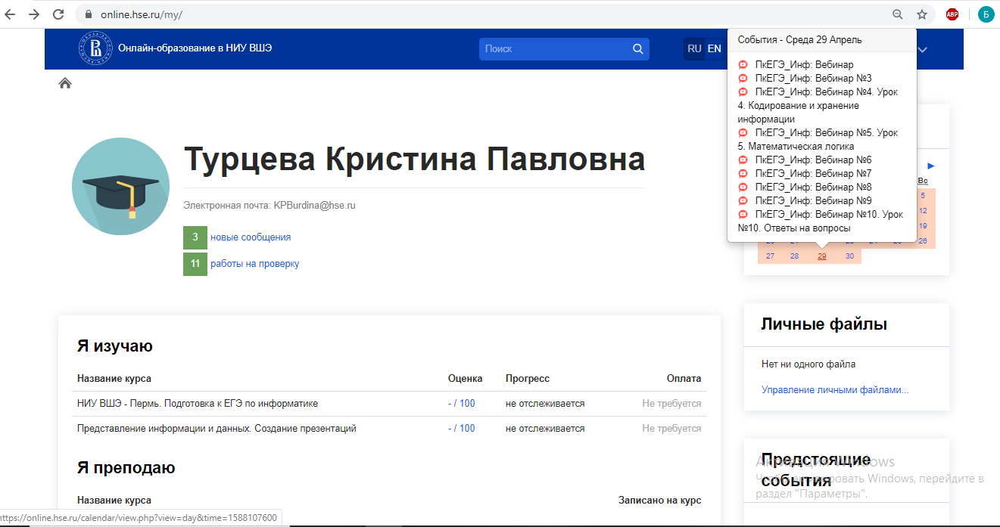 online.hse.ru/my/
ABP
Б
Онлайн-образование в НИУ ВШЭ
Поиск
RU EN
События - Среда 29 Апрель
ПкЕГЭ_Инф: Вебинар
ПкЕГЭ_Инф: Вебинар №3
ПкЕГЭ_Инф: Вебинар №4. Урок
4. Кодирование и хранение
информации
ПкЕГЭ_Инф: Вебинар №5. Урок
5. Математическая логика
ПкЕГЭ_Инф: Вебинар №6
ПкЕГЭ_Инф: Вебинар №7
ПкЕГЭ_Инф: Вебинар №8
ПкЕГЭ_Инф: Вебинар №9
ПкЕГЭ_Инф: Вебинар №10. Урок
№10. Ответы на вопросы
Вс
5
12
19
26
27 28 29 30
Турцева Кристина Павловна
Электронная почта: KPBurdina@hse.ru
3 новые сообщения
11 работы на проверку
Я изучаю
Название курса Оценка Прогресс Оплата
НИУ ВШЭ - Пермь. Подготовка к ЕГЭ по информатике - / 100 не отслеживается Не требуется
Представление информации и данных. Создание презентаций - / 100 не отслеживается Не требуется
Я преподаю
Название курса Записано на курс
Личные файлы
Нет ни одного файла
Управление личными файлами...
Предстоящие
события
Активация Windows
Чтобы активировать Windows, перейдите в
раздел "Параметры".
https://online.hse.ru/calendar/view.php?view=day&time=1588107600